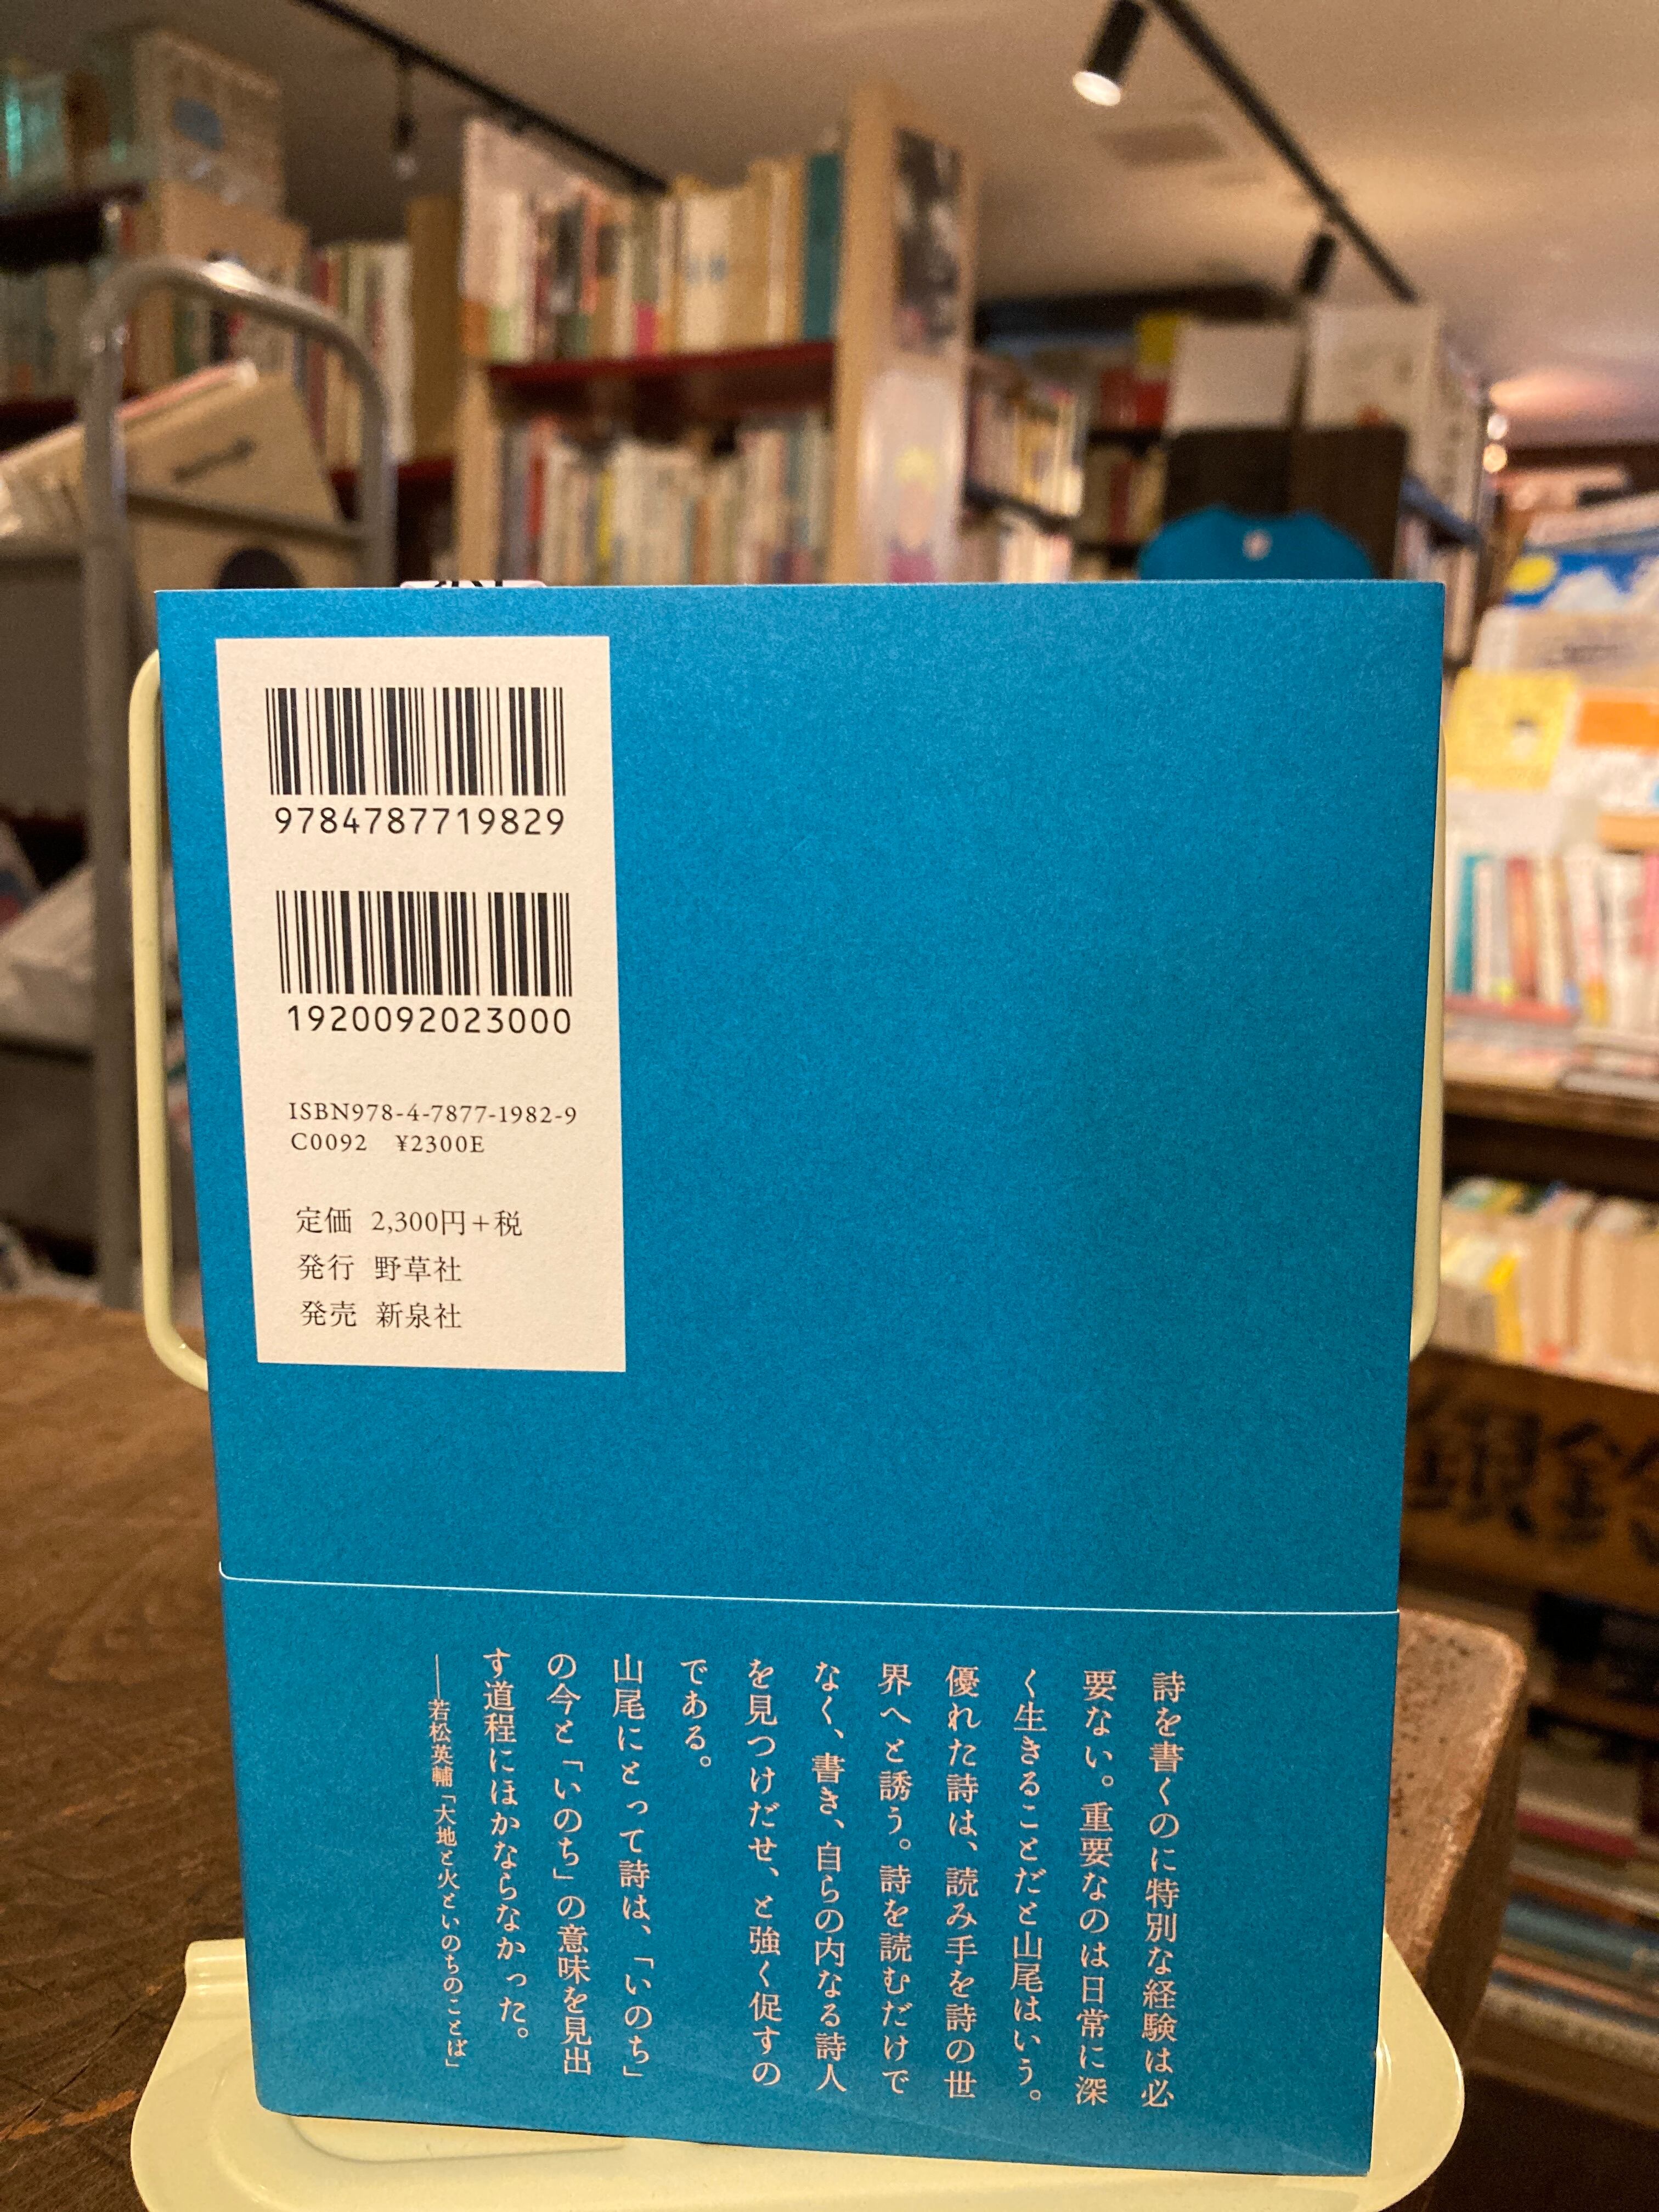 9784787719829
1920092023000
ISBN978-4-7877-1982-9
C0092 ¥2300E
定価 2,300円+税
発行 野草社
発売 新泉社
詩を書くのに特別な経験は必
要ない。重要なのは日常に深
く生きることだと山尾はいう。
優れた詩は、読み手を詩の世
界へと誘う。詩を読むだけで
なく、書き、自らの内なる詩人
を見つけだせ、と強く促すの
である。
山尾にとって詩は、「いのち」
の今と「いのち」の意味を見出
す道程にほかならなかった。
──若松英輔「大地と火といのちのことば」